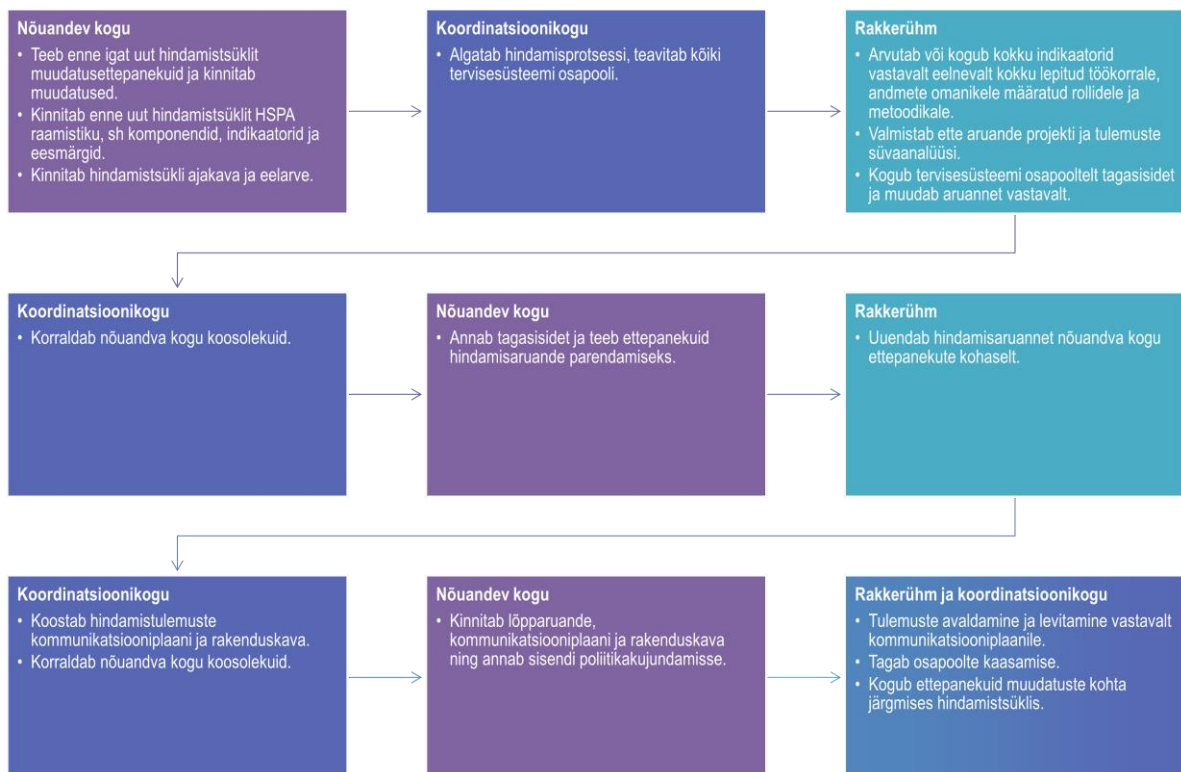 Nõuandev kogu
• Teeb enne igat uut hindamistsüklit
muudatusettepanekuid ja kinnitab
muudatused.
• Kinnitab enne uut hindamistsüklit HSPA
raamistiku, sh komponendid, indikaatorid ja
eesmärgid.
• Kinnitab hindamistsükli ajakava ja eelarve.
Koordinatsioonikogu
• Algatab hindamisprotsessi, teavitab kõiki
tervisesüsteemi osapooli.
Rakkerühm
• Arvutab või kogub kokku indikaatorid
vastavalt eelnevalt kokku lepitud töökorrale,
andmete omanikele määratud rollidele ja
metoodikale.
• Valmistab ette aruande projekti ja tulemuste
süvaanalüüsi.
• Kogub tervisesüsteemi osapooltelt tagasisidet
ja muudab aruannet vastavalt.
Koordinatsioonikogu
• Korraldab nõuandva kogu koosolekuid.
Nõuandev kogu
• Annab tagasisidet ja teeb ettepanekuid
hindamisaruande parendamiseks.
Rakkerühm
• Uuendab hindamisaruannet nõuandva kogu
ettepanekute kohaselt.
Koordinatsioonikogu
• Koostab hindamistulemuste
kommunikatsiooniplaani ja rakenduskava.
• Korraldab nõuandva kogu koosolekuid.
Nõuandev kogu
• Kinnitab lõpparuande,
kommunikatsiooniplaani ja rakenduskava
ning annab sisendi poliitikakujundamisse.
Rakkerühm ja koordinatsioonikogu
• Tulemuste avaldamine ja levitamine vastavalt
kommunikatsiooniplaanile.
• Tagab osapoolte kaasamise.
• Kogub ettepanekuid muudatuste kohta
järgmises hindamistsüklis.